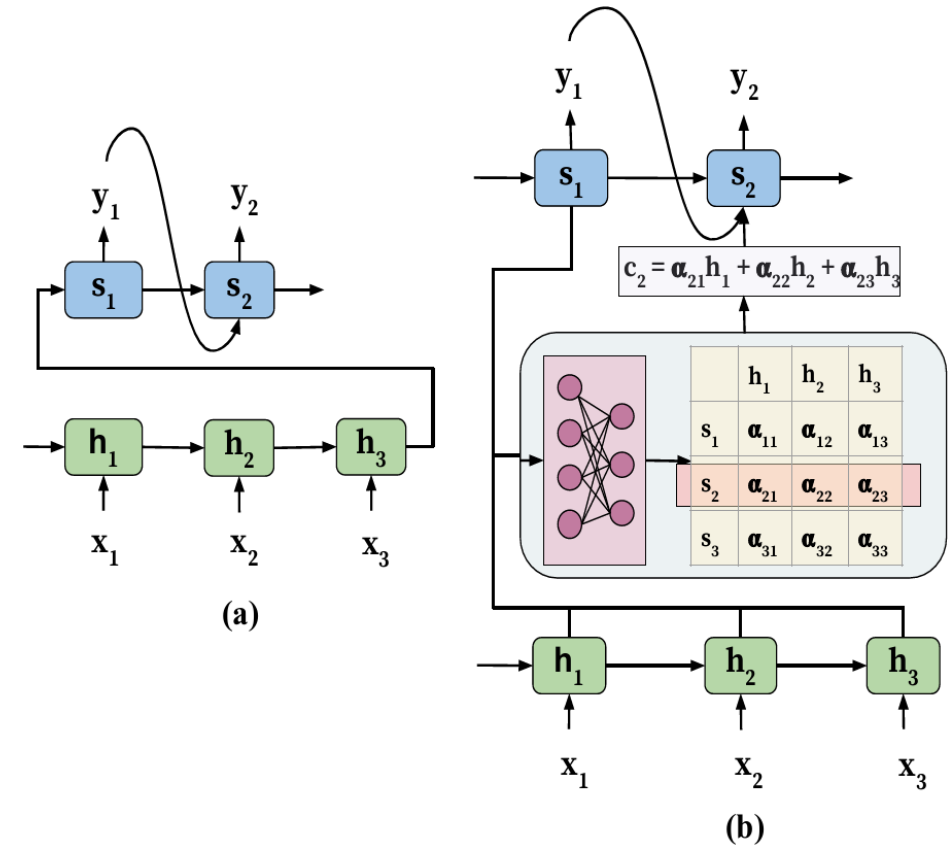 y₁ y₂
s₁ s₂
h₁ h₂ h₃
x₁ x₂ x₃
(a)
y₁ y₂
s₁ s₂
c₂ = α₂₁h₁ + α₂₂h₂ + α₂₃h₃
h₁ h₂ h₃
s₁ α₁₁ α₁₂ α₁₃
s₂ α₂₁ α₂₂ α₂₃
s₃ α₃₁ α₃₂ α₃₃
h₁ h₂ h₃
x₁ x₂ x₃
(b)